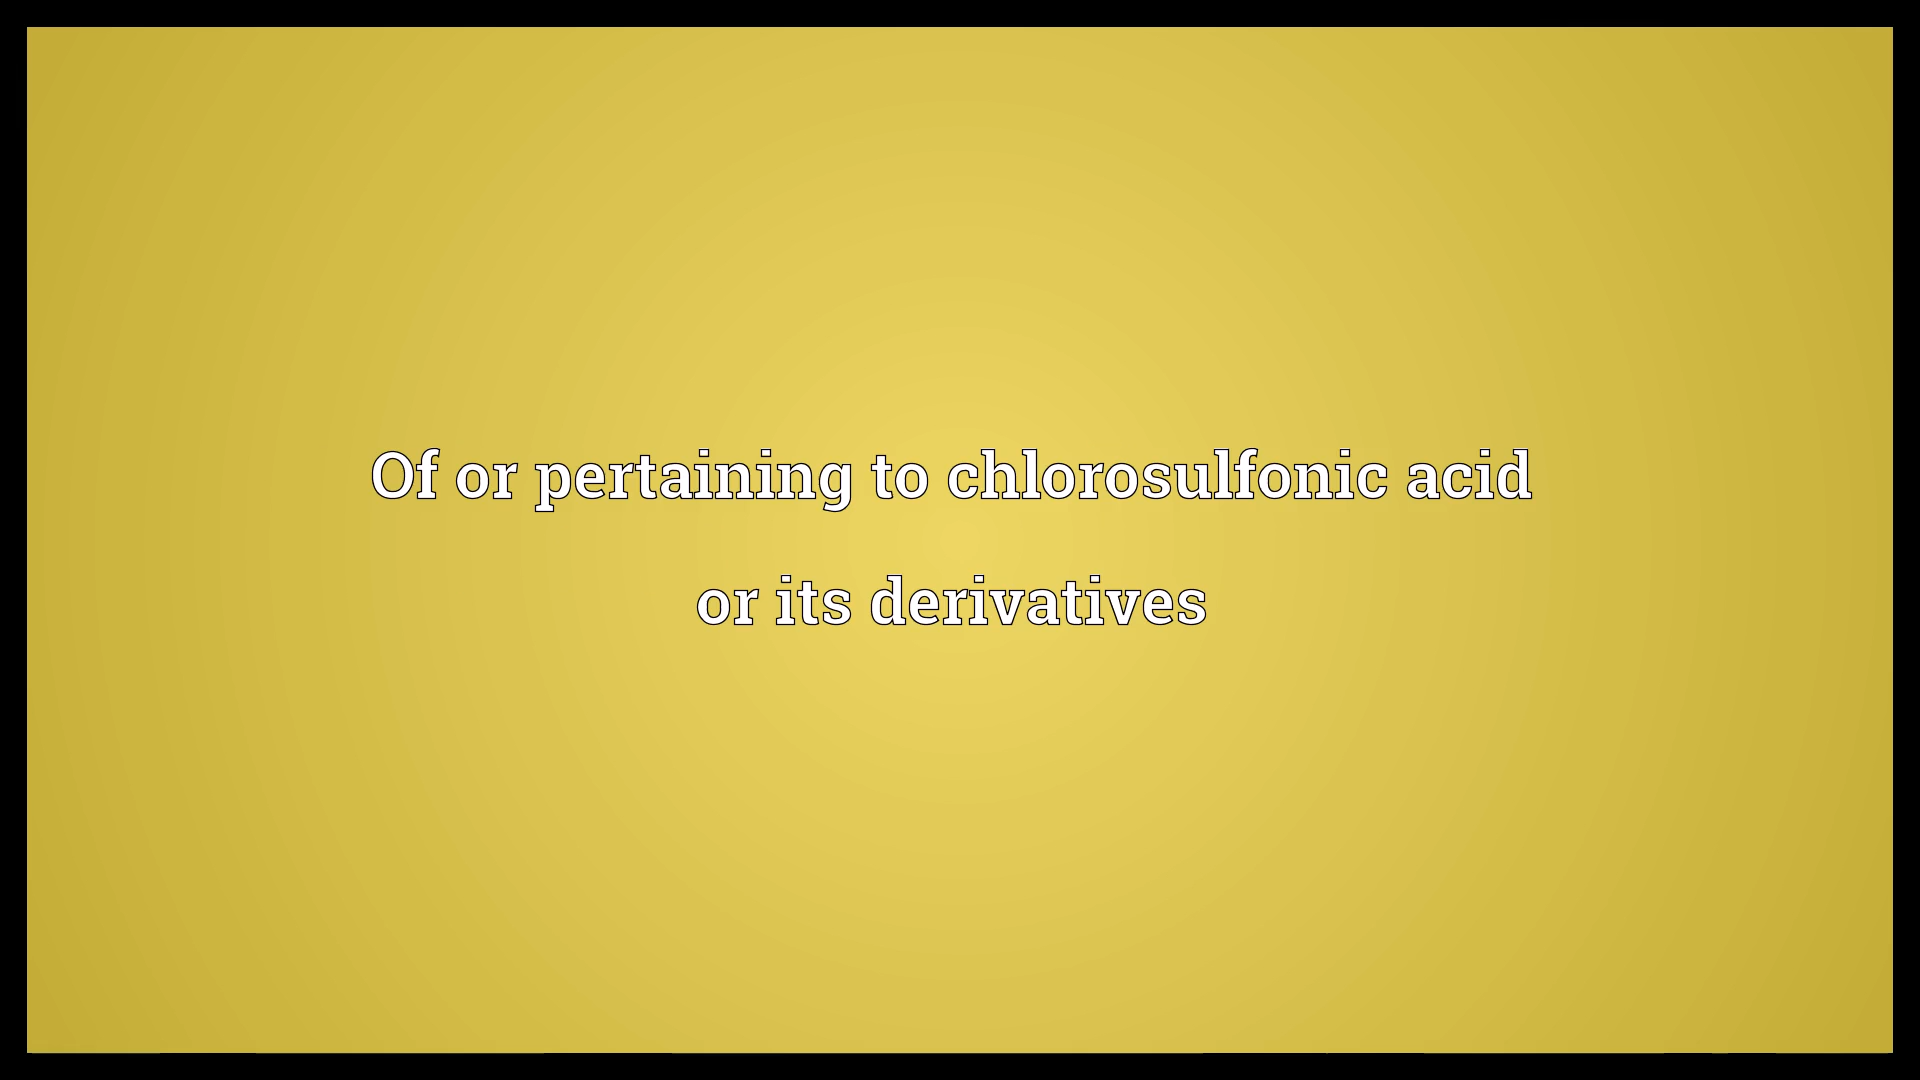 Of or pertaining to chlorosulfonic acid
or its derivatives